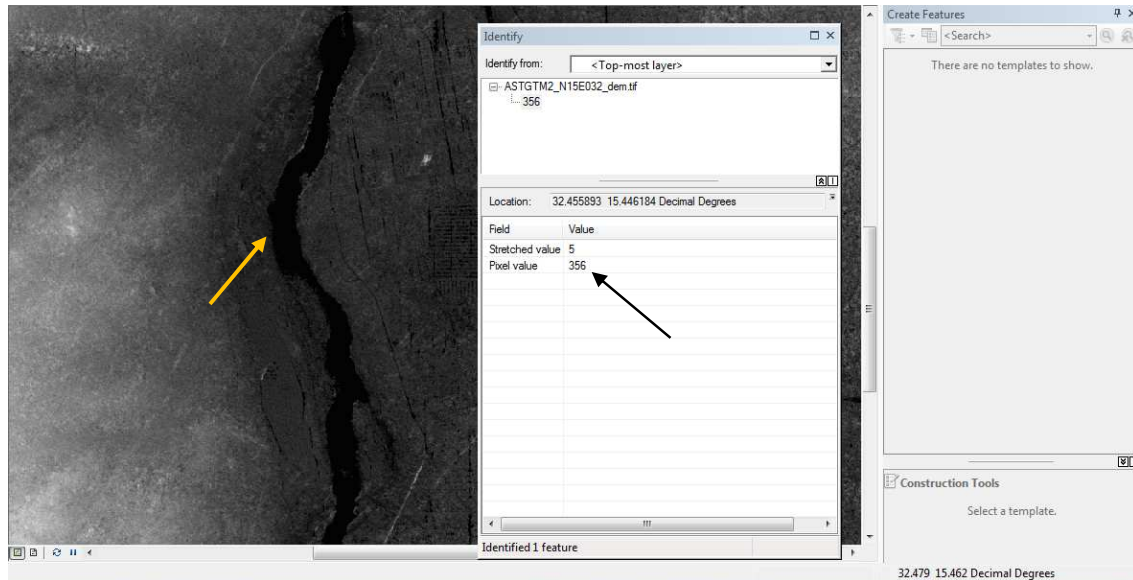 Identify
Identify from: <Top-most layer>
ASTGTM2_N15E032_dem.tif
356
Location: 32.455893 15.446184 Decimal Degrees
Field Value
Stretched value 5
Pixel value 356
Identified 1 feature
Create Features
<Search>
There are no templates to show.
Construction Tools
Select a template.
32.479 15.462 Decimal Degrees